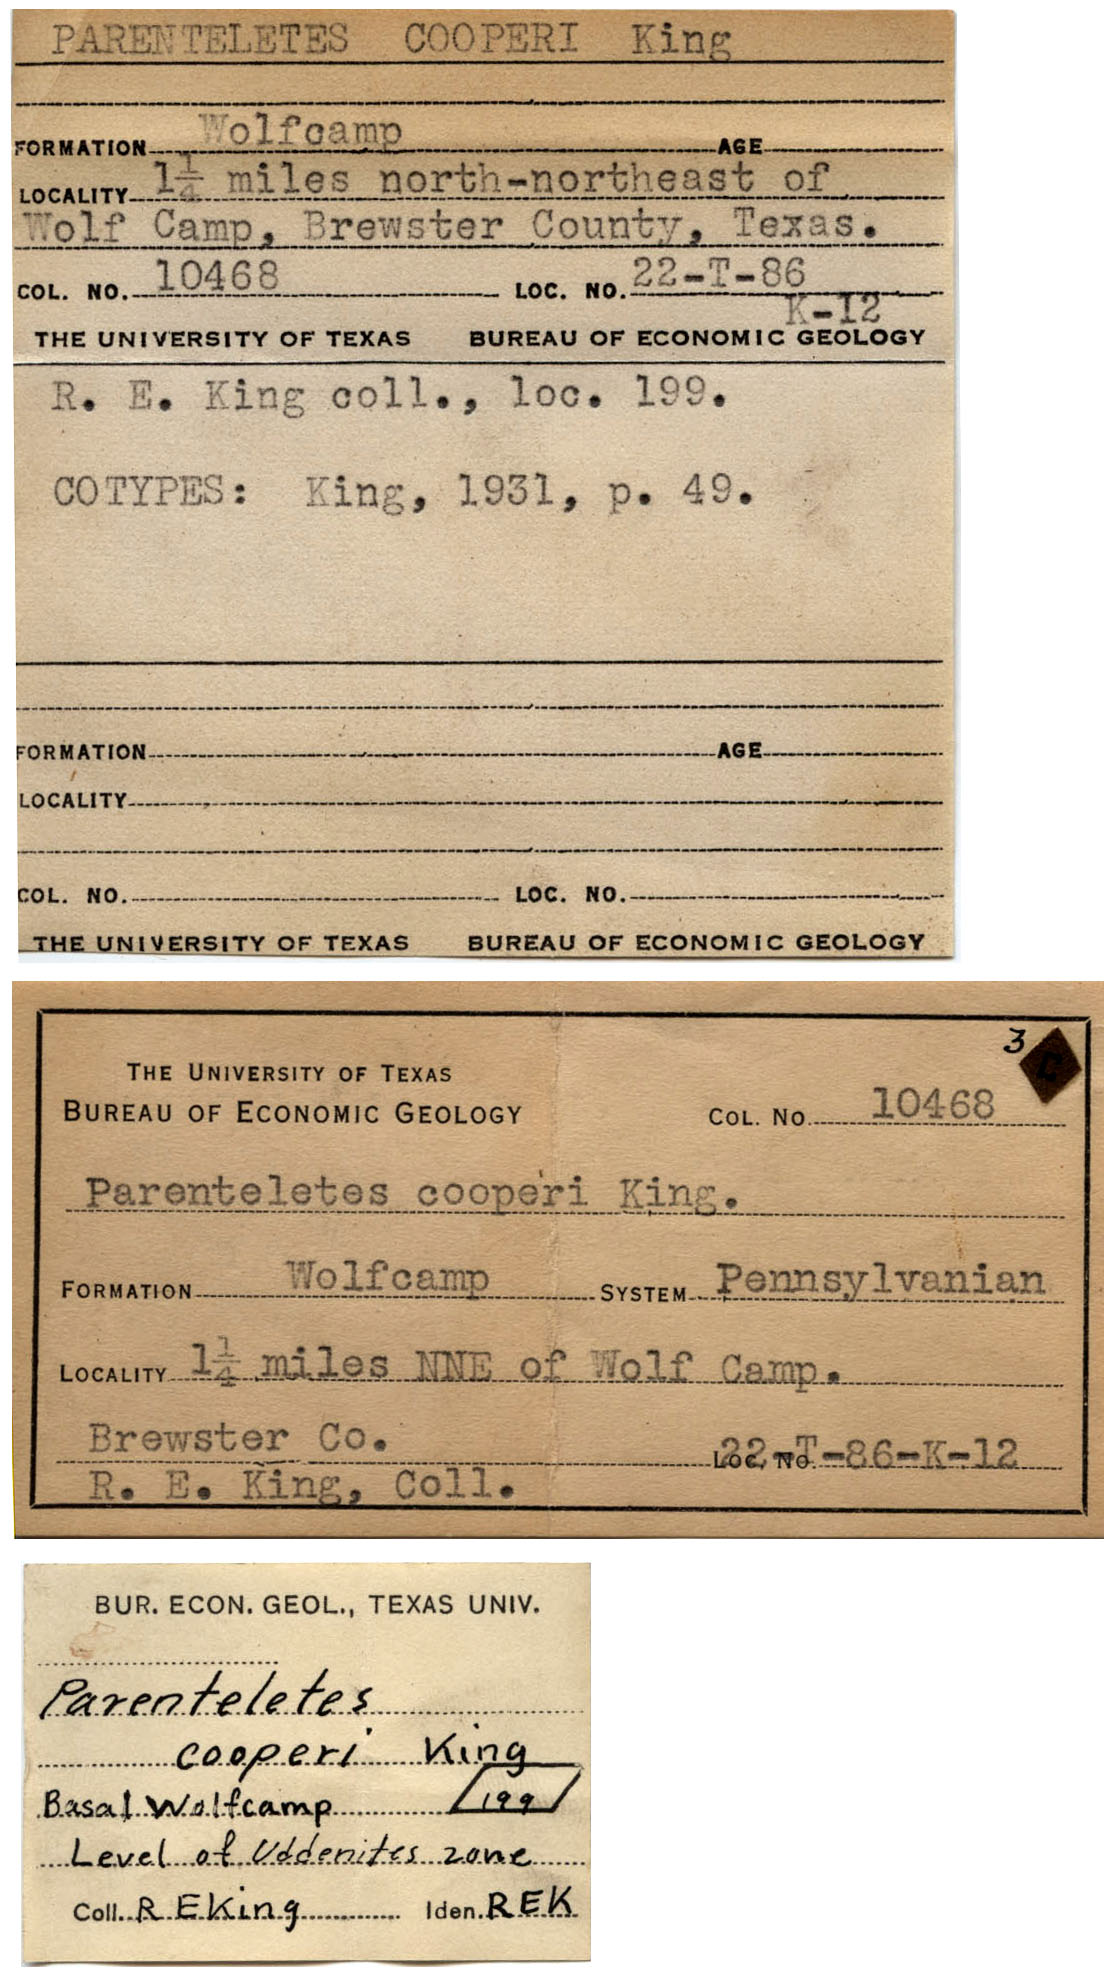 PARENTELETES COOPERI King
FORMATION Wolfcamp AGE
LOCALITY 1 1/4 miles north-northeast of
Wolf Camp, Brewster County, Texas.
COL. NO. 10468 LOC. NO. 22-T-86
K-12
THE UNIVERSITY OF TEXAS BUREAU OF ECONOMIC GEOLOGY
R. E. King coll., loc. 199.
COTYPES: King, 1931, p. 49.
FORMATION AGE
LOCALITY
COL. NO. LOC. NO.
THE UNIVERSITY OF TEXAS BUREAU OF ECONOMIC GEOLOGY
3 C
THE UNIVERSITY OF TEXAS
BUREAU OF ECONOMIC GEOLOGY COL. NO. 10468
Parenteletes cooperi King.
FORMATION Wolfcamp SYSTEM Pennsylvanian
LOCALITY 1 1/4 miles NNE of Wolf Camp.
Brewster Co. LOC. NO. 22-T-86-K-12
R. E. King, Coll.
BUR. ECON. GEOL., TEXAS UNIV.
Parenteletes
cooperi King
Basal Wolfcamp 199
Level of Uddenites zone
Coll. R E King Iden. REK